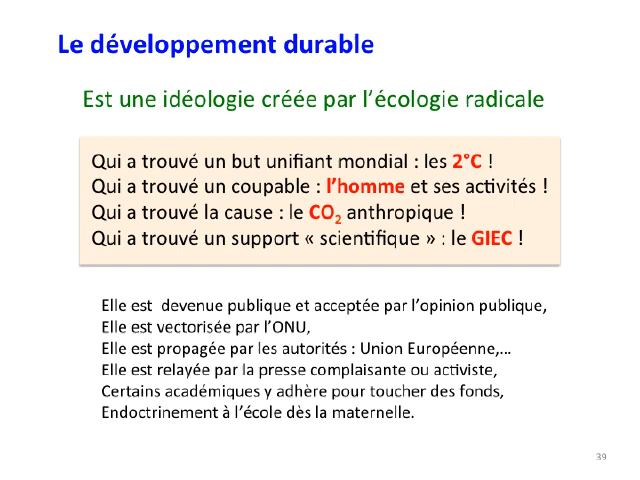 Le développement durable
Est une idéologie créée par l’écologie radicale
Qui a trouvé un but unifiant mondial : les 2°C !
Qui a trouvé un coupable : l’homme et ses activités !
Qui a trouvé la cause : le CO₂ anthropique !
Qui a trouvé un support « scientifique » : le GIEC !
Elle est devenue publique et acceptée par l’opinion publique,
Elle est vectorisée par l’ONU,
Elle est propagée par les autorités : Union Européenne,...
Elle est relayée par la presse complaisante ou activiste,
Certains académiques y adhère pour toucher des fonds,
Endoctrinement à l’école dès la maternelle.
39